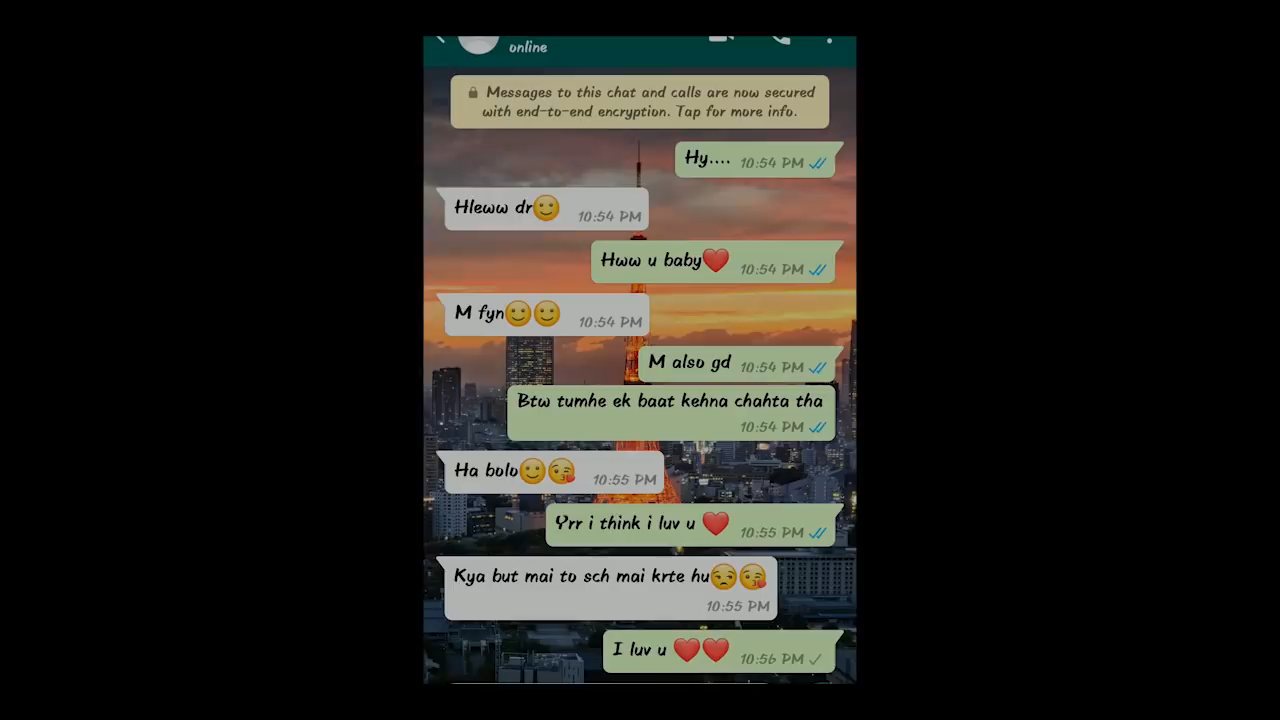 online
Messages to this chat and calls are now secured
with end-to-end encryption. Tap for more info.
Hy.... 10:54 PM
Hleww dr🙂 10:54 PM
Hww u baby❤️ 10:54 PM
M fyn🙂🙂 10:54 PM
M also gd 10:54 PM
Btw tumhe ek baat kehna chahta tha
10:54 PM
Ha bolo🙂😘 10:55 PM
Yrr i think i luv u ❤️ 10:55 PM
Kya but mai to sch mai krte hu😒😘
10:55 PM
I luv u ❤️❤️ 10:56 PM